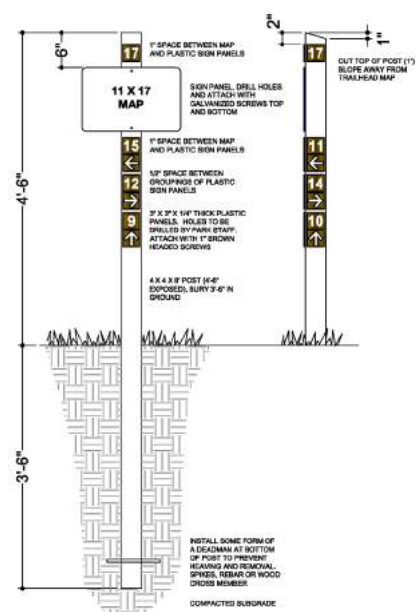 2"
1"
6"
17
1" SPACE BETWEEN MAP
AND PLASTIC SIGN PANELS
17
CUT TOP OF POST (1")
SLOPE AWAY FROM
TRAILHEAD MAP
11 X 17
MAP
SIGN PANEL, DRILL HOLES
AND ATTACH WITH
GALVANIZED SCREWS TOP
AND BOTTOM
15
1" SPACE BETWEEN MAP
AND PLASTIC SIGN PANELS
11
4'-6"
12
1/2" SPACE BETWEEN
GROUPINGS OF PLASTIC
SIGN PANELS
14
9
3" X 3" X 1/4" THICK PLASTIC
PANELS. HOLES TO BE
DRILLED BY PARK STAFF.
ATTACH WITH 1" BROWN
HEADED SCREWS
10
4 X 4 X 8' POST (4'-6"
EXPOSED), BURY 3'-6" IN
GROUND
3'-6"
INSTALL SOME FORM OF
A DEADMAN AT BOTTOM
OF POST TO PREVENT
HEAVING AND REMOVAL.
SPIKES, REBAR OR WOOD
CROSS MEMBER
COMPACTED SUBGRADE